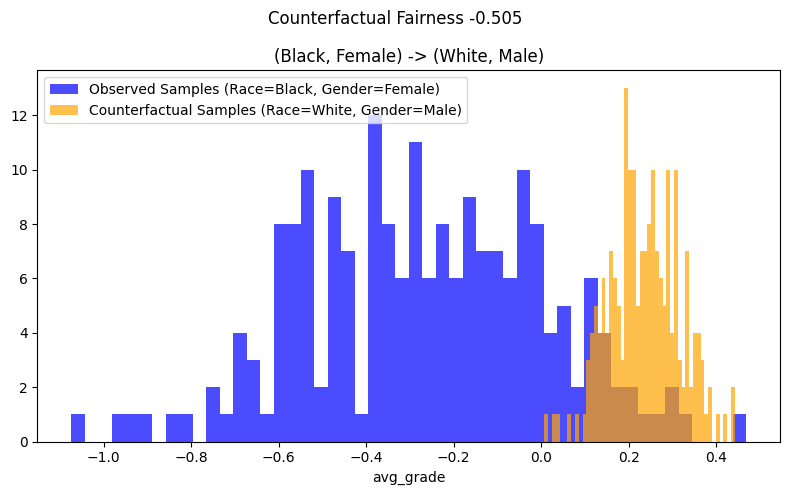 Counterfactual Fairness -0.505
(Black, Female) -> (White, Male)
Observed Samples (Race=Black, Gender=Female)
Counterfactual Samples (Race=White, Gender=Male)
12
10
8
6
4
2
0
−1.0 −0.8 −0.6 −0.4 −0.2 0.0 0.2 0.4
avg_grade